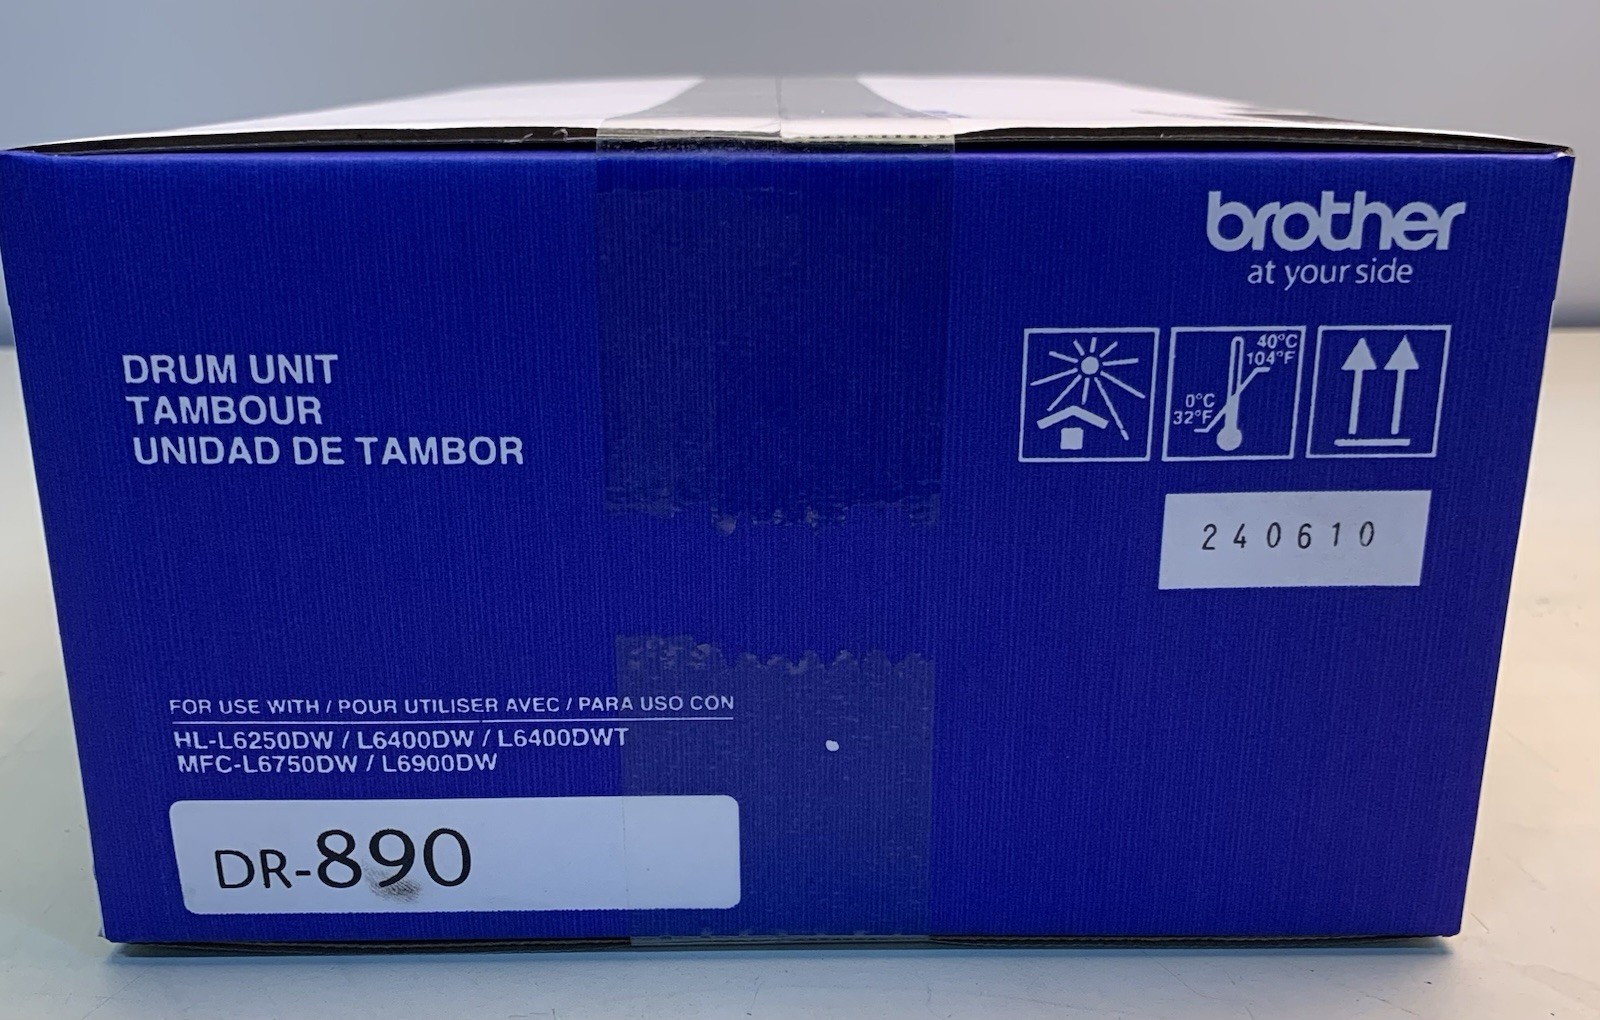 brother
at your side
DRUM UNIT
TAMBOUR
UNIDAD DE TAMBOR
40°C
104°F
0°C
32°F
240610
FOR USE WITH / POUR UTILISER AVEC / PARA USO CON
HL-L6250DW / L6400DW / L6400DWT
MFC-L6750DW / L6900DW
DR-890